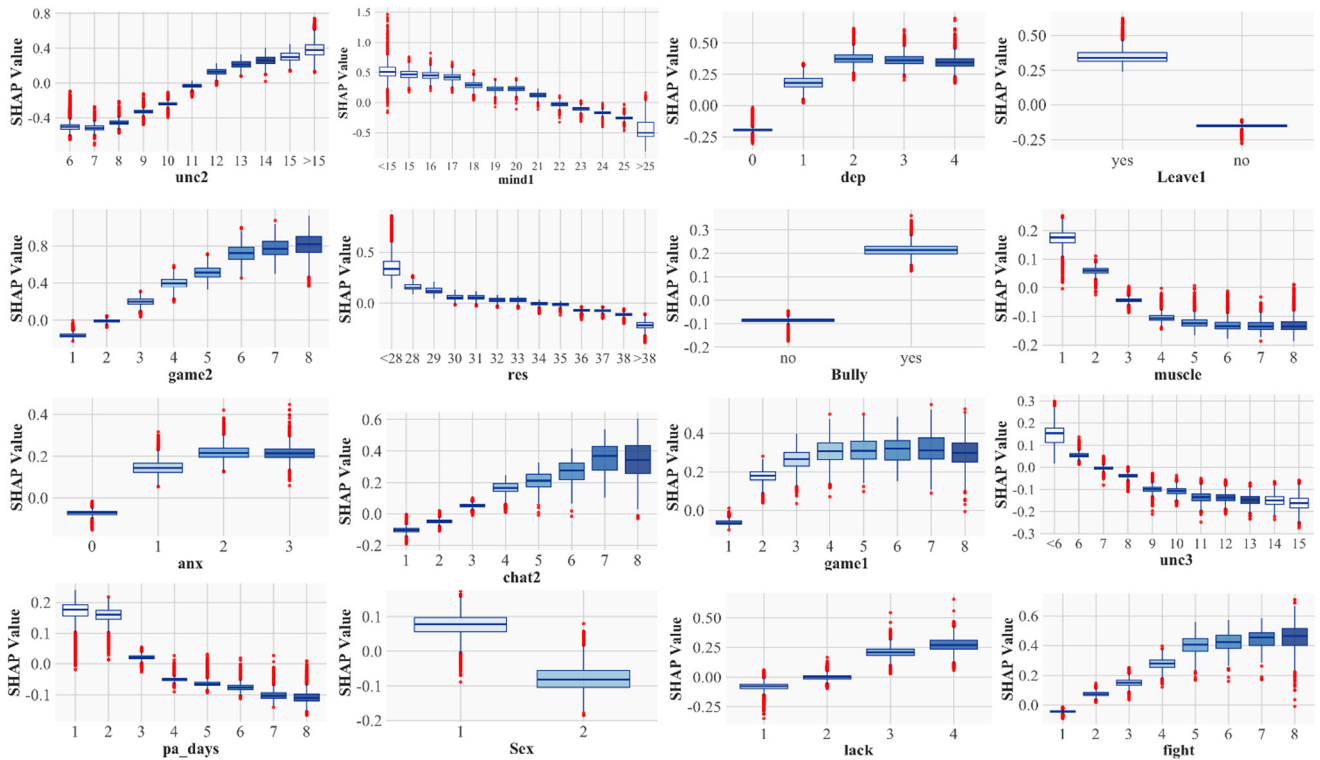 SHAP Value
0.8
0.4
0.0
-0.4
6 7 8 9 10 11 12 13 14 15 >15
unc2
SHAP Value
1.5
1.0
0.5
0.0
-0.5
<15 15 16 17 18 19 20 21 22 23 24 25 >25
mind1
SHAP Value
0.50
0.25
0.00
-0.25
0 1 2 3 4
dep
SHAP Value
0.50
0.25
0.00
-0.25
yes no
Leave1
SHAP Value
0.8
0.4
0.0
1 2 3 4 5 6 7 8
game2
SHAP Value
0.5
0.0
<28 28 29 30 31 32 33 34 35 36 37 38 >38
res
SHAP Value
0.3
0.2
0.1
0.0
-0.1
-0.2
no yes
Bully
SHAP Value
0.2
0.1
0.0
-0.1
-0.2
1 2 3 4 5 6 7 8
muscle
SHAP Value
0.4
0.2
0.0
0 1 2 3
anx
SHAP Value
0.6
0.4
0.2
0.0
-0.2
1 2 3 4 5 6 7 8
chat2
SHAP Value
0.4
0.2
0.0
1 2 3 4 5 6 7 8
game1
SHAP Value
0.3
0.2
0.1
0.0
-0.1
-0.2
-0.3
<6 6 7 8 9 10 11 12 13 14 15
unc3
SHAP Value
0.2
0.1
0.0
-0.1
1 2 3 4 5 6 7 8
pa_days
SHAP Value
0.1
0.0
-0.1
-0.2
1 2
Sex
SHAP Value
0.50
0.25
0.00
-0.25
1 2 3 4
lack
SHAP Value
0.6
0.4
0.2
0.0
1 2 3 4 5 6 7 8
fight